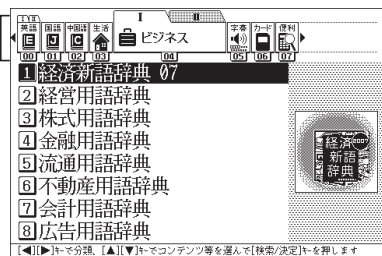 I II
I II III
英語 国語 中国語 生活 ビジネス 字幕 カード 便利
00 01 02 03 04 05 06 07
1 経済新語辞典 07
2 経営用語辞典
3 株式用語辞典
4 金融用語辞典
5 流通用語辞典
6 不動産用語辞典
7 会計用語辞典
8 広告用語辞典
経済 2007
新語
辞典
[◀][▶]キーで分類、[▲][▼]キーでコンテンツ等を選んで[検索/決定]キーを押します